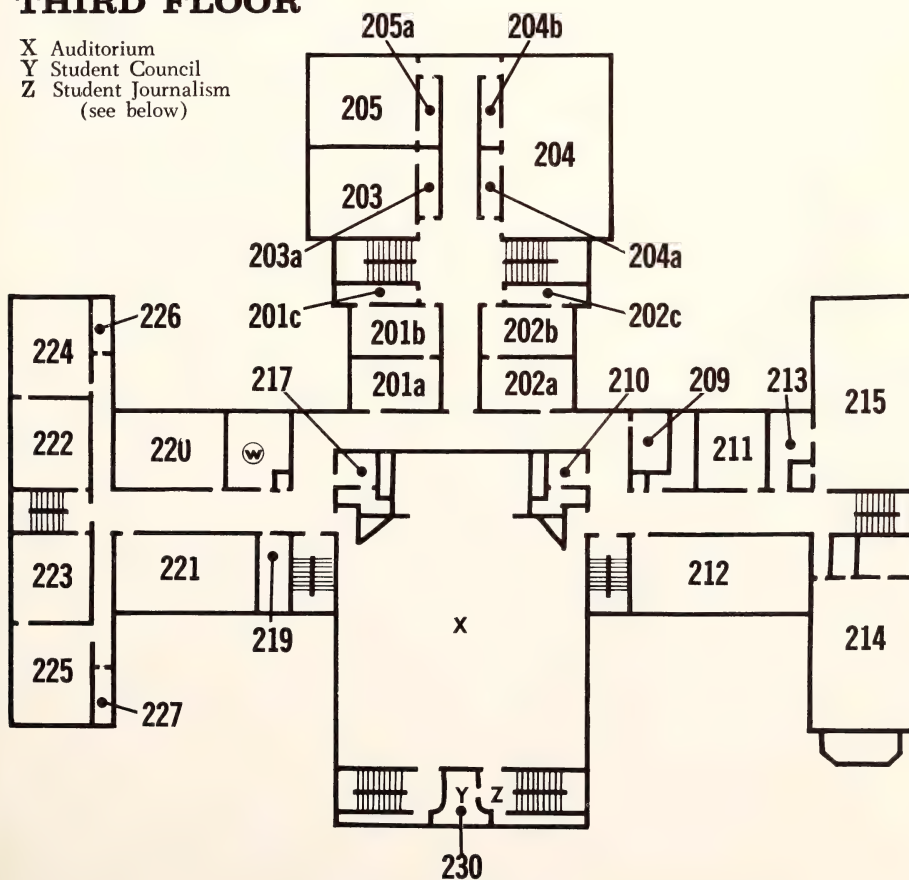 THIRD FLOOR
X Auditorium
Y Student Council
Z Student Journalism
(see below)
205a
204b
205
204
203
203a
204a
201c
202c
201b
202b
226
224
201a
202a
217
210
209
213
215
222
220
W
211
223
221
212
X
219
214
225
227
Y
Z
230